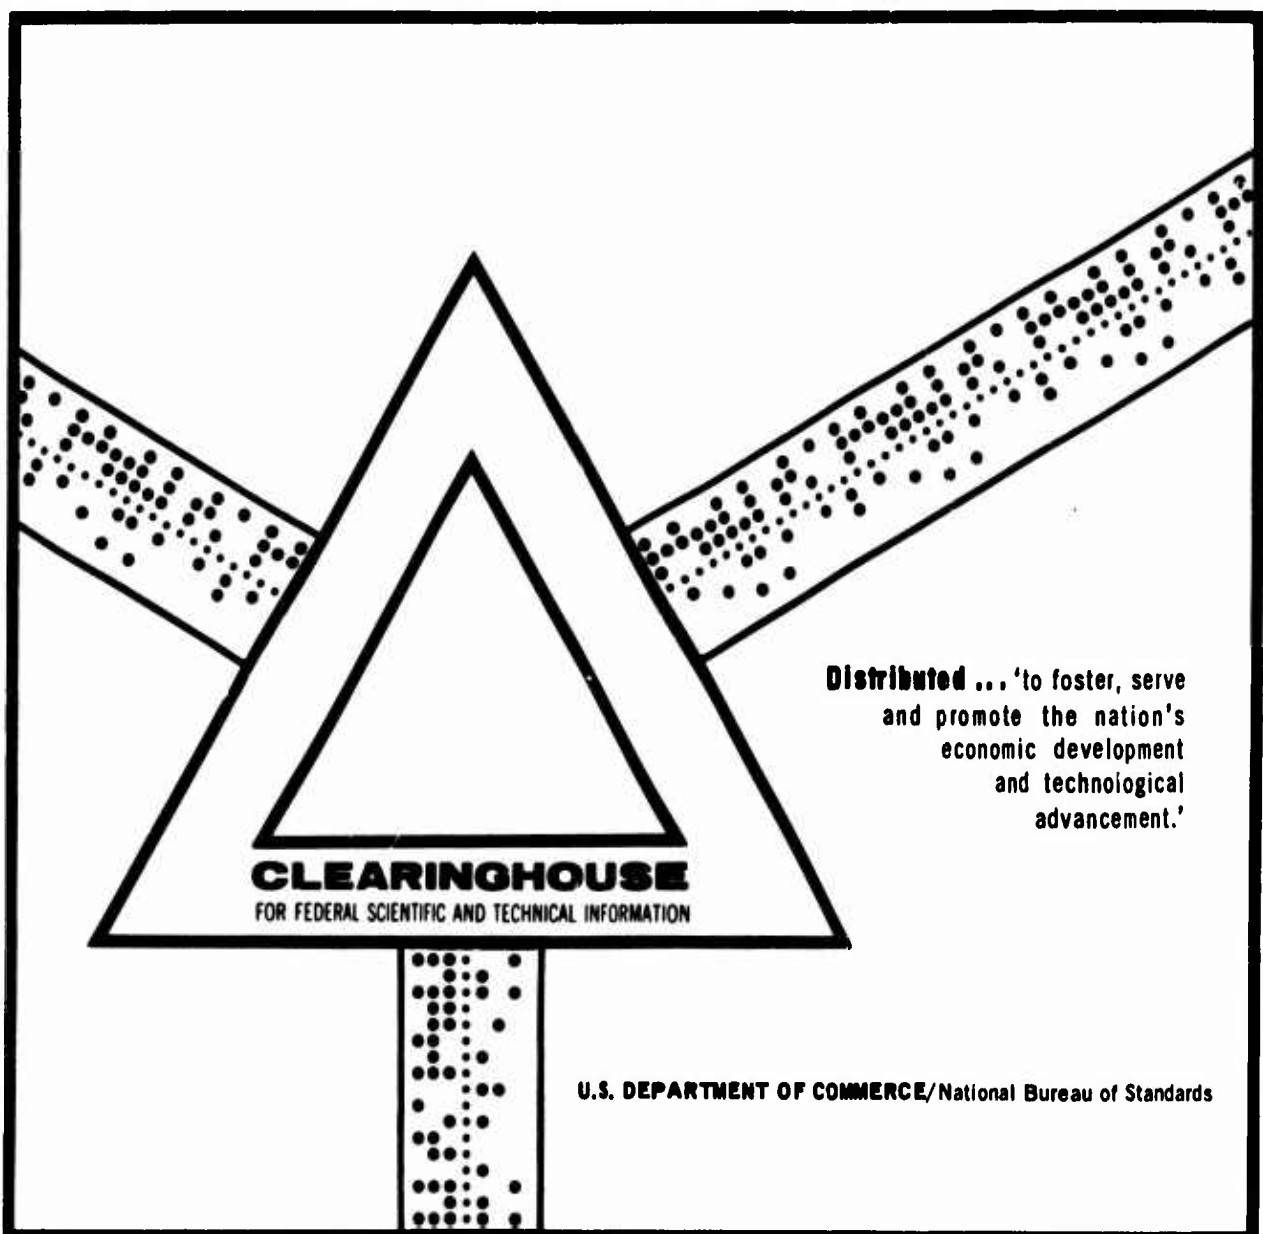 Distributed ... 'to foster, serve
and promote the nation's
economic development
and technological
advancement.'
CLEARINGHOUSE
FOR FEDERAL SCIENTIFIC AND TECHNICAL INFORMATION
U.S. DEPARTMENT OF COMMERCE/National Bureau of Standards